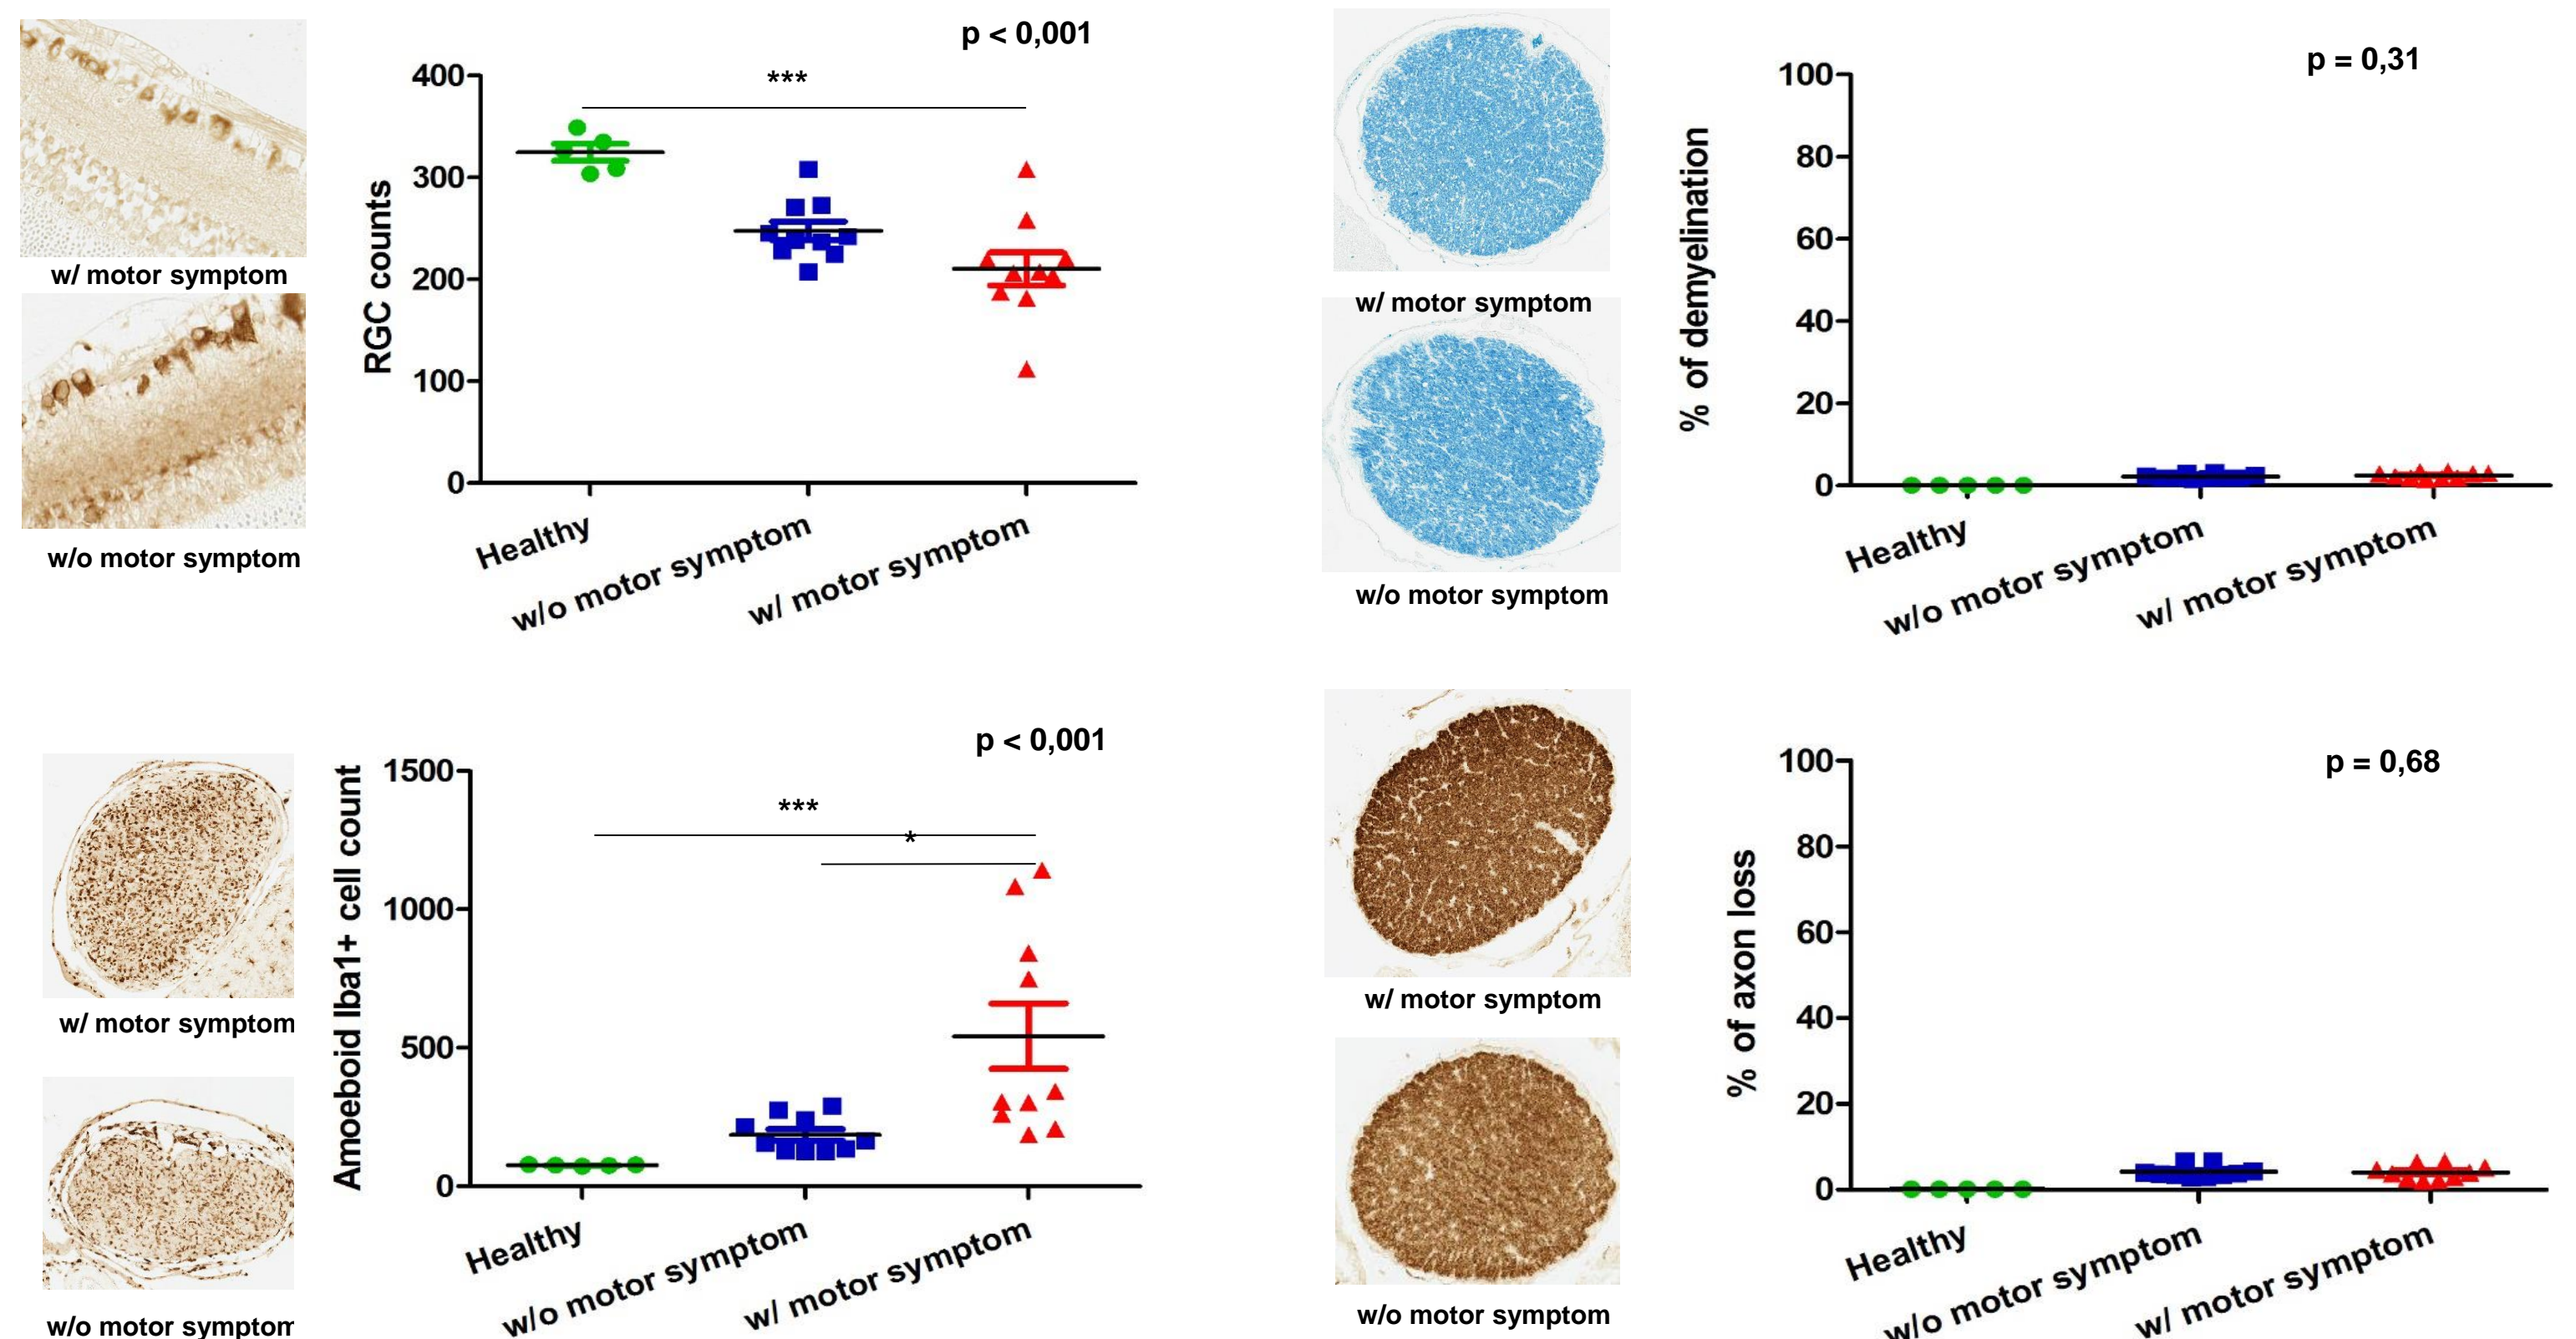 p < 0,001
***
400
300
200
100
0
RGC counts
Healthy
w/o motor symptom
w/ motor symptom
w/ motor symptom
w/o motor symptom
p = 0,31
100
80
60
40
20
0
% of demyelination
Healthy
w/o motor symptom
w/ motor symptom
w/ motor symptom
w/o motor symptom
p < 0,001
***
*
1500
1000
500
0
Amoeboid Iba1+ cell count
Healthy
w/o motor symptom
w/ motor symptom
w/ motor symptom
w/o motor symptom
p = 0,68
100
80
60
40
20
0
% of axon loss
Healthy
w/o motor symptom
w/ motor symptom
w/ motor symptom
w/o motor symptom